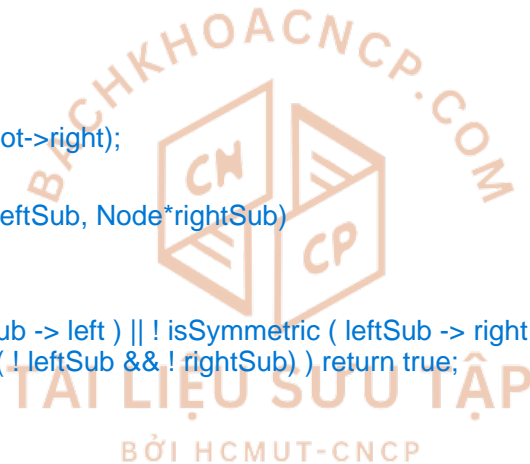 BACHKHOACNCP.COM
ot->right);
CN
eftSub, Node*rightSub)
CP
ub -> left ) || ! isSymmetric ( leftSub -> right
( ! leftSub && ! rightSub) ) return true;
TÀI LIỆU SƯU TẬP
BỞI HCMUT-CNCP